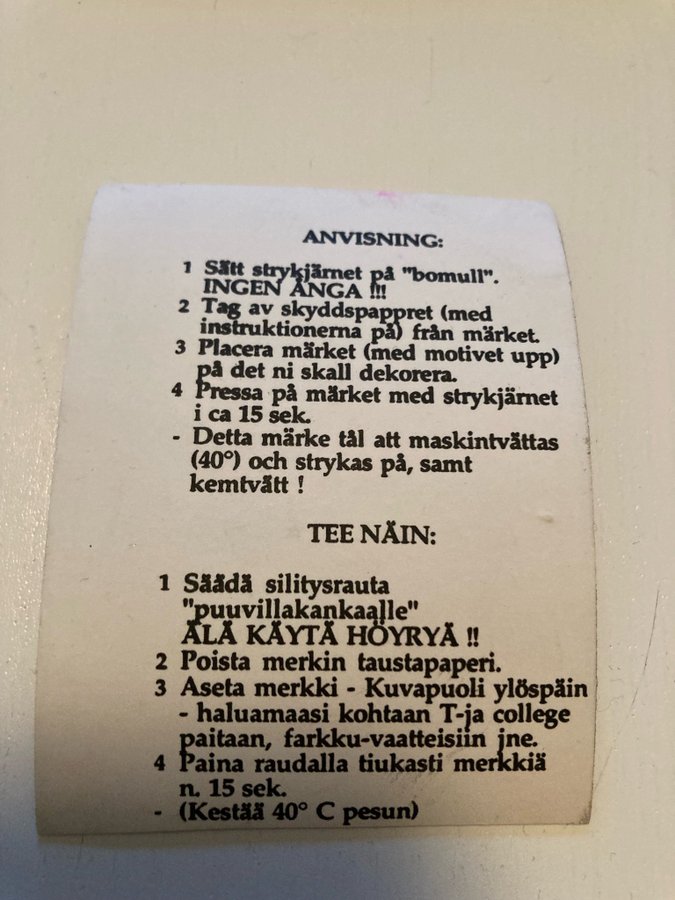 ANVISNING:
1 Sätt strykjärnet på "bomull".
INGEN ÅNGA !!!
2 Tag av skyddspappret (med
instruktionerna på) från märket.
3 Placera märket (med motivet upp)
på det ni skall dekorera.
4 Pressa på märket med strykjärnet
i ca 15 sek.
- Detta märke tål att maskintvättas
(40°) och strykas på, samt
kemtvätt !
TEE NÄIN:
1 Säädä silitysrauta
"puuvillakankaalle"
ÄLÄ KÄYTÄ HÖYRYÄ !!
2 Poista merkin taustapaperi.
3 Aseta merkki - Kuvapuoli ylöspäin
- haluamaasi kohtaan T-ja college
paitaan, farkku-vaatteisiin jne.
4 Paina raudalla tiukasti merkkiä
n. 15 sek.
- (Kestää 40° C pesun)